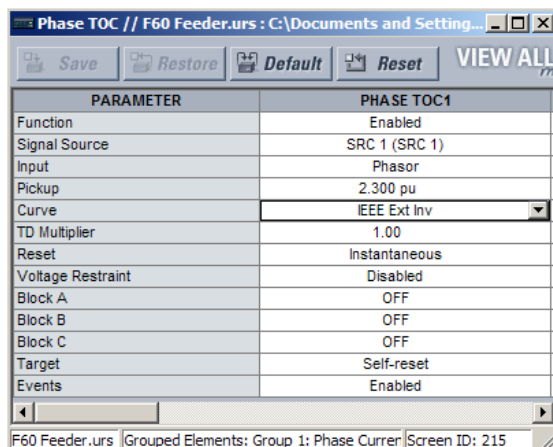 Phase TOC // F60 Feeder.urs : C:\Documents and Setting...
Save Restore Default Reset VIEW ALL
PARAMETER PHASE TOC1
Function Enabled
Signal Source SRC 1 (SRC 1)
Input Phasor
Pickup 2.300 pu
Curve IEEE Ext Inv
TD Multiplier 1.00
Reset Instantaneous
Voltage Restraint Disabled
Block A OFF
Block B OFF
Block C OFF
Target Self-reset
Events Enabled
F60 Feeder.urs Grouped Elements: Group 1: Phase Currer Screen ID: 215